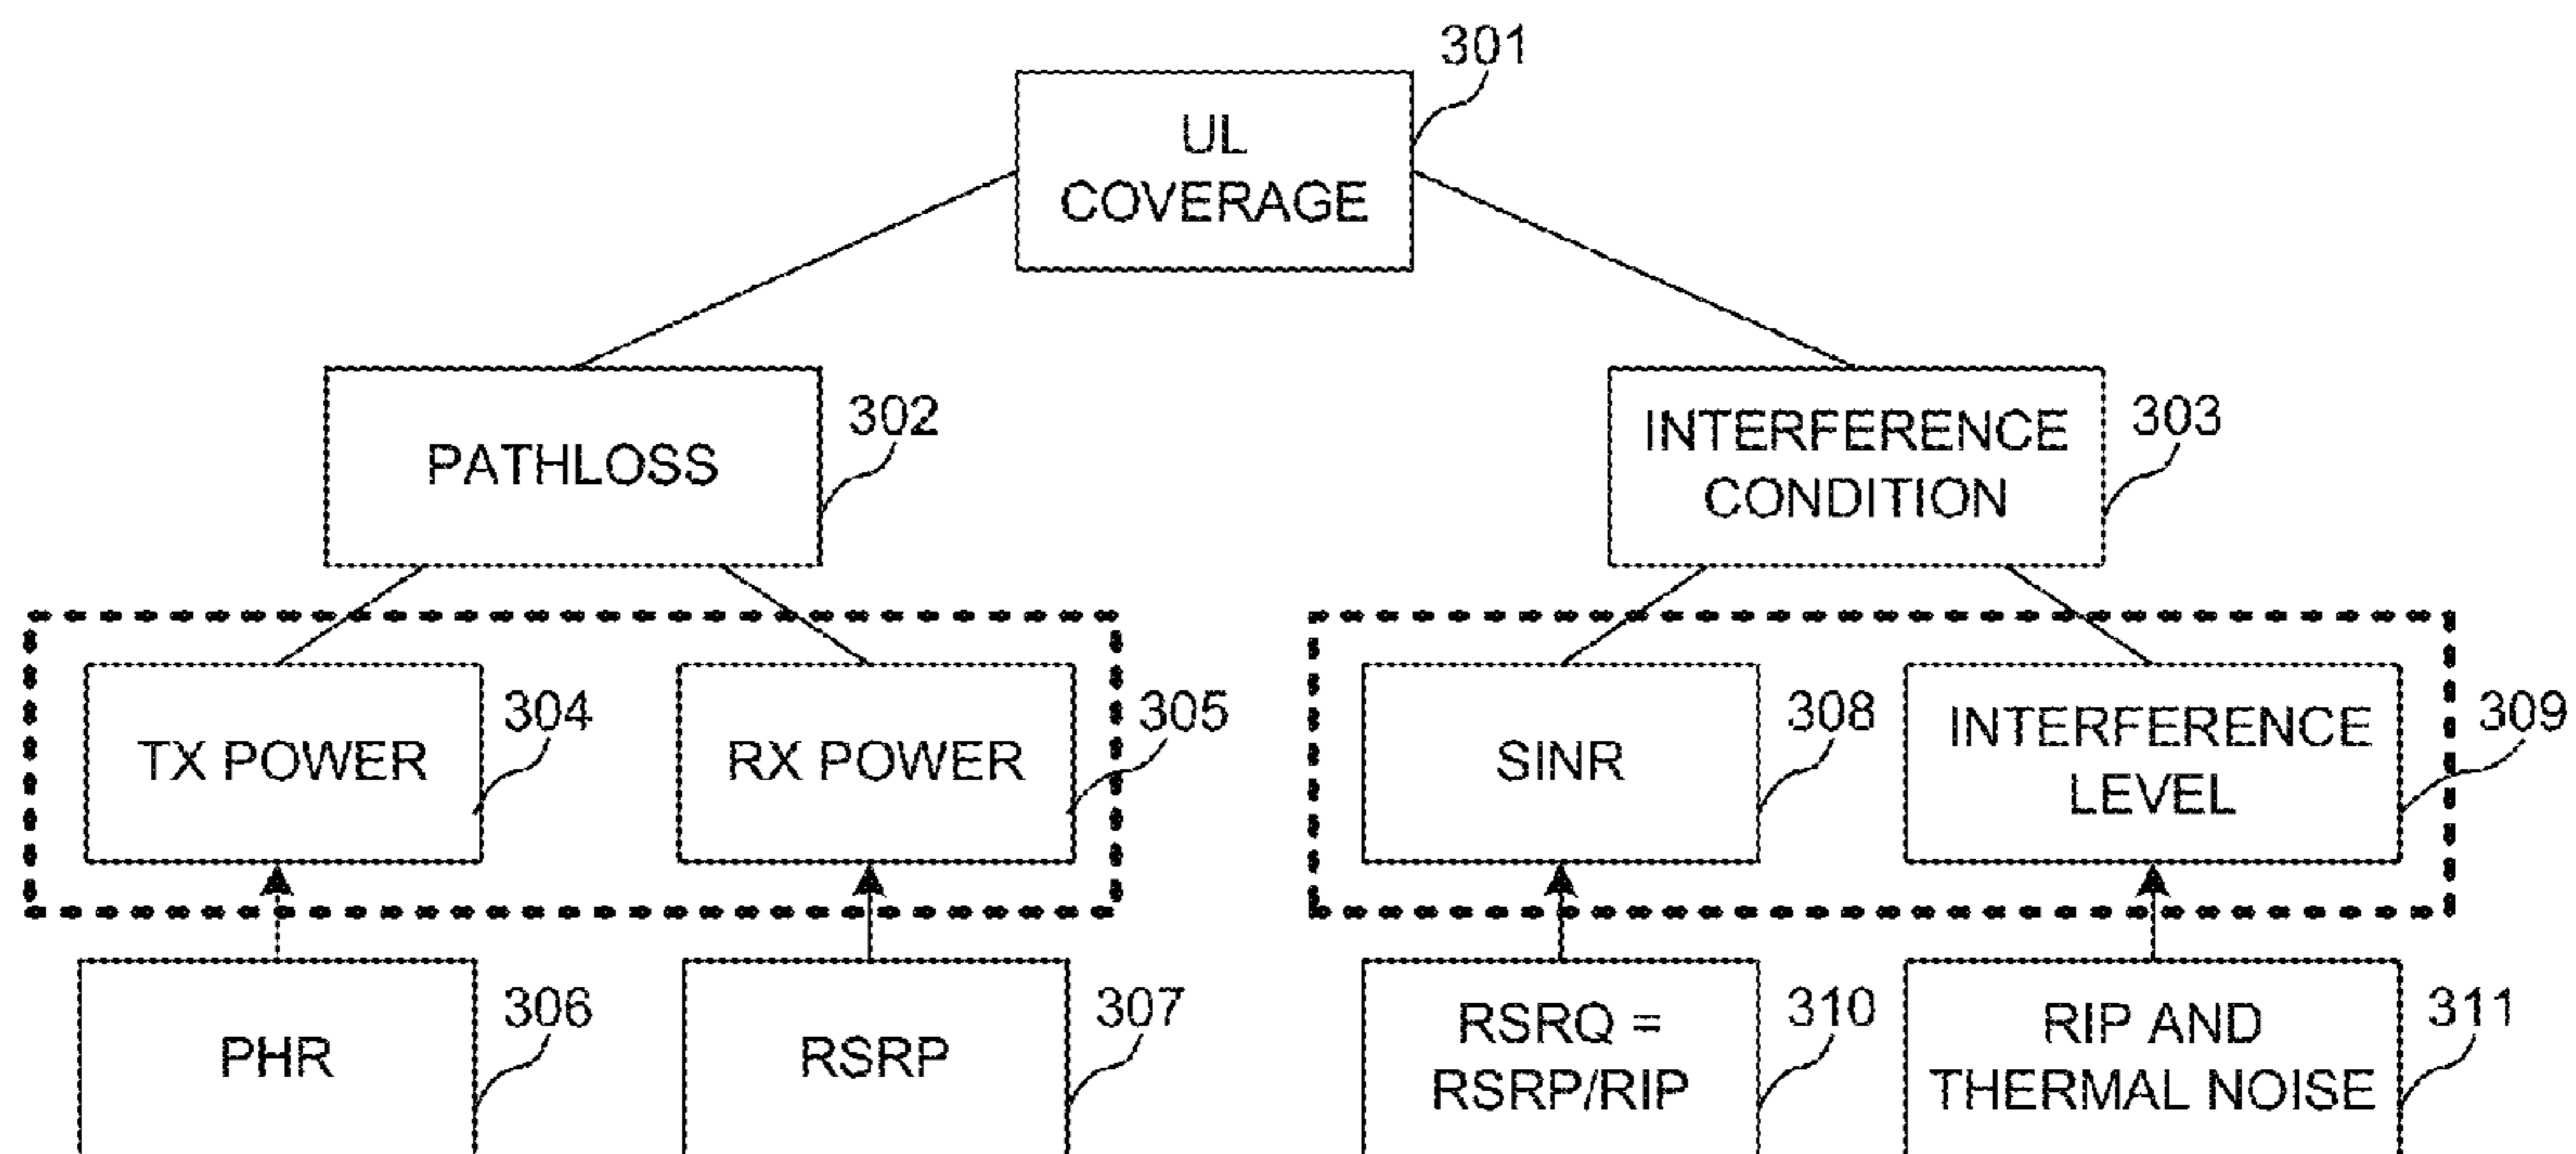 301
UL
COVERAGE
302
PATHLOSS
303
INTERFERENCE
CONDITION
304
TX POWER
305
RX POWER
308
SINR
309
INTERFERENCE
LEVEL
306
PHR
307
RSRP
310
RSRQ =
RSRP/RIP
311
RIP AND
THERMAL NOISE